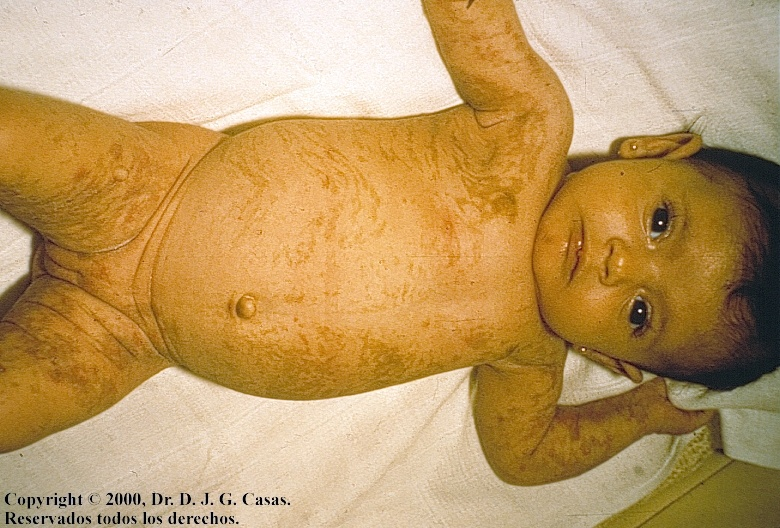 Copyright © 2000, Dr. D. J. G. Casas.
Reservados todos los derechos.